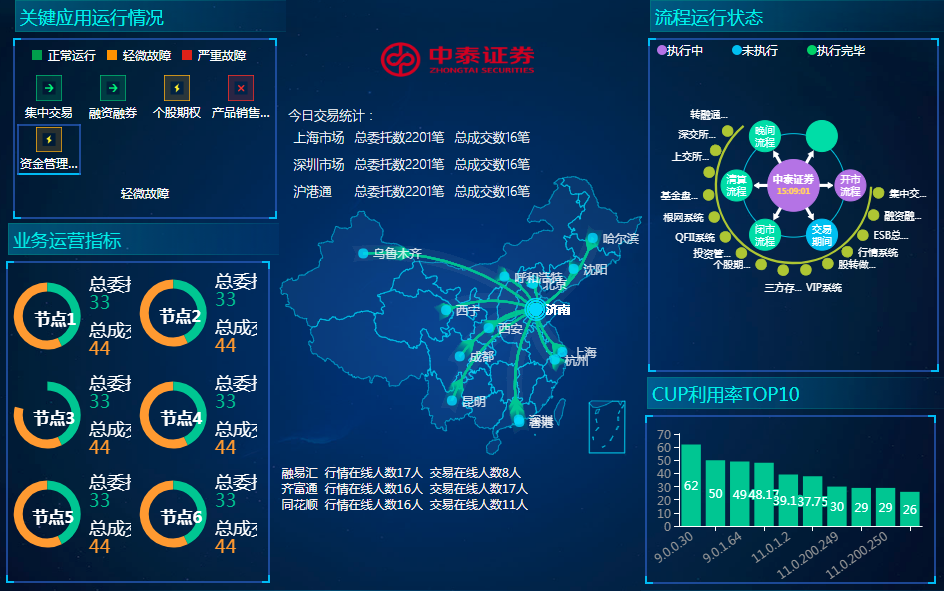 关键应用运行情况
正常运行 轻微故障 严重故障
集中交易 融资融券 个股期权 产品销售...
资金管理...
轻微故障
业务运营指标
节点1 总委托 33 总成交 44
节点2 总委托 33 总成交 44
节点3 总委托 33 总成交 44
节点4 总委托 33 总成交 44
节点5 总委托 33 总成交 44
节点6 总委托 33 总成交 44
中泰证券
ZHONGTAI SECURITIES
今日交易统计：
上海市场 总委托数2201笔 总成交数16笔
深圳市场 总委托数2201笔 总成交数16笔
沪港通 总委托数2201笔 总成交数16笔
哈尔滨
乌鲁木齐
沈阳
呼和浩特
北京
西宁
济南
西安
上海
成都
杭州
昆明
香港
融易汇 行情在线人数17人 交易在线人数8人
齐富通 行情在线人数16人 交易在线人数17人
同花顺 行情在线人数16人 交易在线人数11人
流程运行状态
执行中 未执行 执行完毕
转融通...
深交所...
上交所...
基金盘...
根网系统
QFII系统
投资管...
个股期...
三方存...
VIP系统
股转做...
行情系统
ESB总...
融资融...
集中交...
晚间
流程
清算
流程
中泰证券
15:09:01
开市
流程
闭市
流程
交易
期间
CUP利用率TOP10
70
60
50
40
30
20
10
0
62 50 49 48.17 39.13 37.75 30 29 29 26
9.0.0.30 9.0.1.64 11.0.1.2 11.0.200.249 11.0.200.250